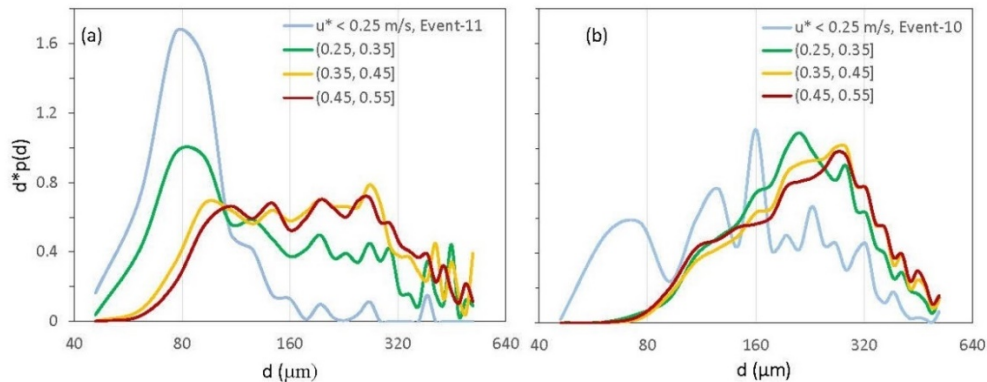 (a)
u* < 0.25 m/s, Event-11
(0.25, 0.35]
(0.35, 0.45]
(0.45, 0.55]
d*p(d)
1.6
1.2
0.8
0.4
0
40 80 160 320 640
d (μm)
(b)
u* < 0.25 m/s, Event-10
(0.25, 0.35]
(0.35, 0.45]
(0.45, 0.55]
40 80 160 320 640
d (μm)